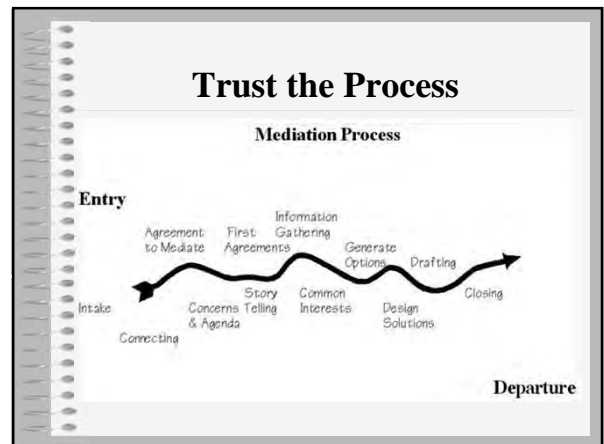 Trust the Process
Mediation Process
Entry
Information
Gathering
Agreement
to Mediate
First
Agreements
Generate
Options
Drafting
Intake
Connecting
Concerns
& Agenda
Story
Telling
Common
Interests
Design
Solutions
Closing
Departure